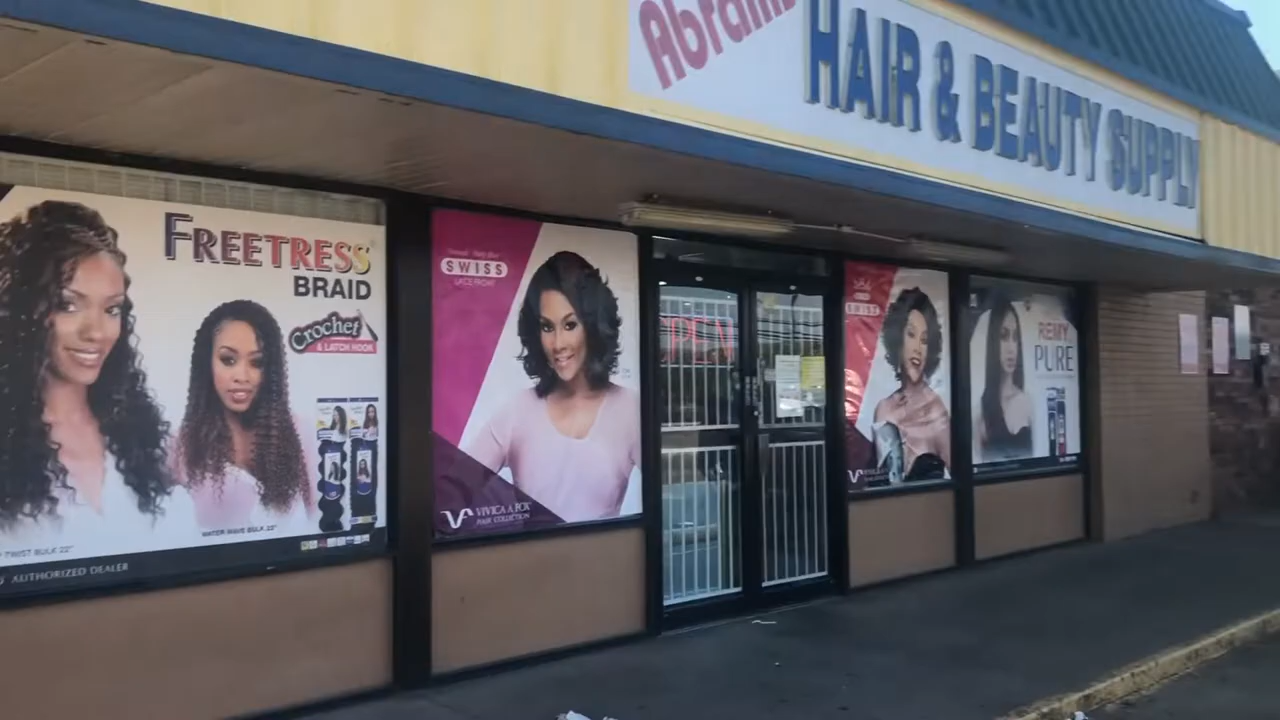 Abrams
HAIR & BEAUTY SUPPLY
FREETRESS
BRAID
Crochet
& LATCH HOOK
WATER WAVE BULK 22"
TWIST BULK 22"
AUTHORIZED DEALER
SWISS
LACE FRONT
VIVICA A. FOX
HAIR COLLECTION
OPEN
SWISS
REMY
PURE